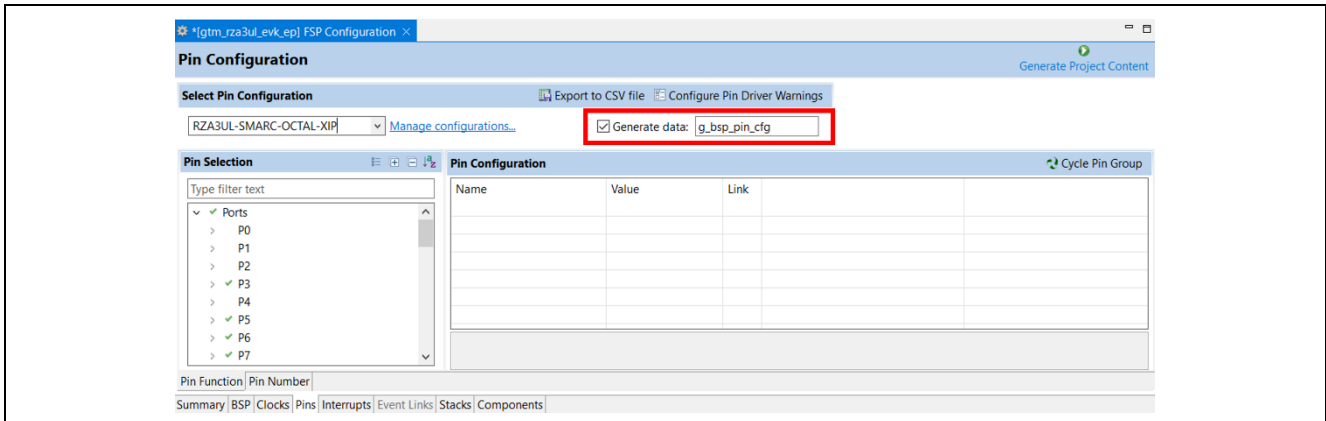 *[gtm_rza3ul_evk_ep] FSP Configuration ×
Pin Configuration
Generate Project Content
Select Pin Configuration
Export to CSV file
Configure Pin Driver Warnings
RZA3UL-SMARC-OCTAL-XIP
Manage configurations...
Generate data: g_bsp_pin_cfg
Pin Selection
Pin Configuration
Cycle Pin Group
Type filter text
Name Value Link
Ports
P0
P1
P2
P3
P4
P5
P6
P7
Pin Function Pin Number
Summary BSP Clocks Pins Interrupts Event Links Stacks Components